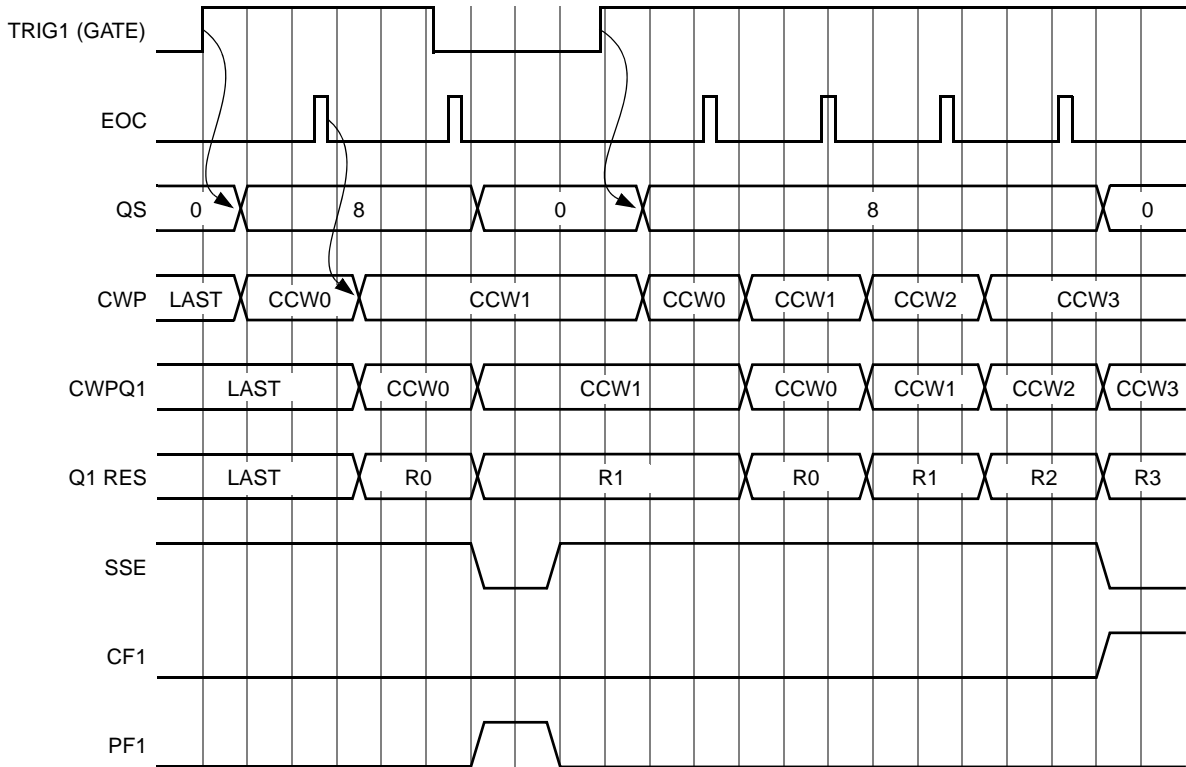 TRIG1 (GATE)
EOC
QS 0 8 0 8 0
CWP LAST CCW0 CCW1 CCW0 CCW1 CCW2 CCW3
CWPQ1 LAST CCW0 CCW1 CCW0 CCW1 CCW2 CCW3
Q1 RES LAST R0 R1 R0 R1 R2 R3
SSE
CF1
PF1